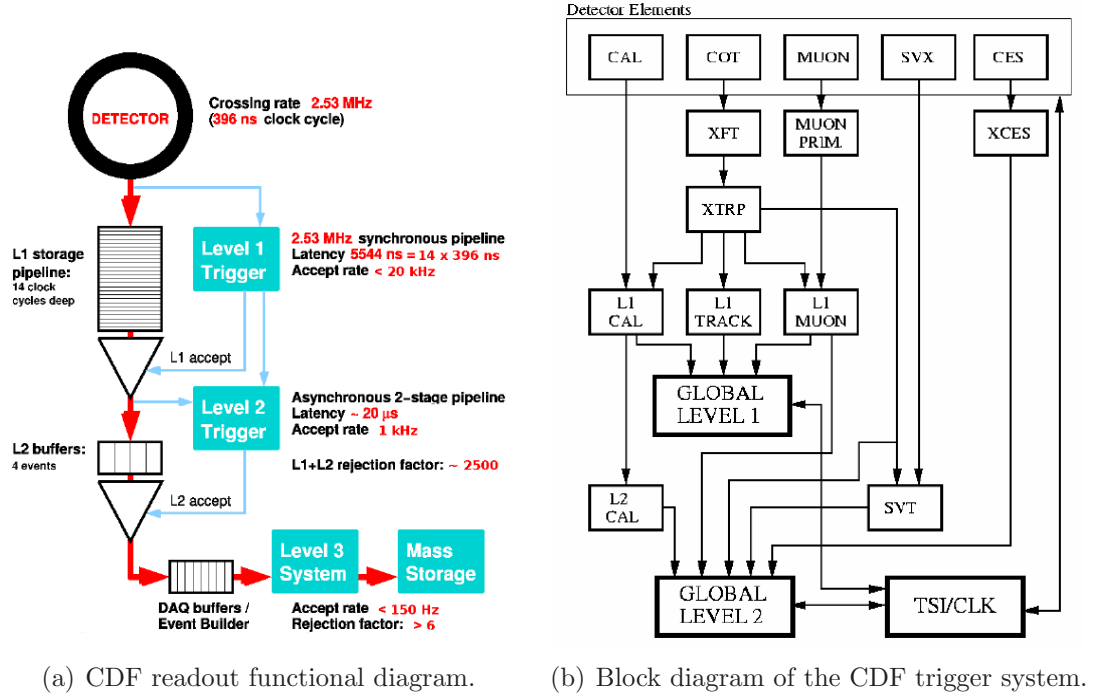 DETECTOR
Crossing rate 2.53 MHz
(396 ns clock cycle)
L1 storage
pipeline:
14 clock
cycles deep
Level 1
Trigger
2.53 MHz synchronous pipeline
Latency 5544 ns = 14 x 396 ns
Accept rate < 20 kHz
L1 accept
Level 2
Trigger
Asynchronous 2-stage pipeline
Latency ~ 20 μs
Accept rate 1 kHz
L1+L2 rejection factor: ~ 2500
L2 buffers:
4 events
L2 accept
Level 3
System
Mass
Storage
DAQ buffers /
Event Builder
Accept rate < 150 Hz
Rejection factor: > 6
(a) CDF readout functional diagram.
Detector Elements
CAL
COT
MUON
SVX
CES
XFT
MUON
PRIM.
XCES
XTRP
L1
CAL
L1
TRACK
L1
MUON
GLOBAL
LEVEL 1
L2
CAL
SVT
GLOBAL
LEVEL 2
TSI/CLK
(b) Block diagram of the CDF trigger system.